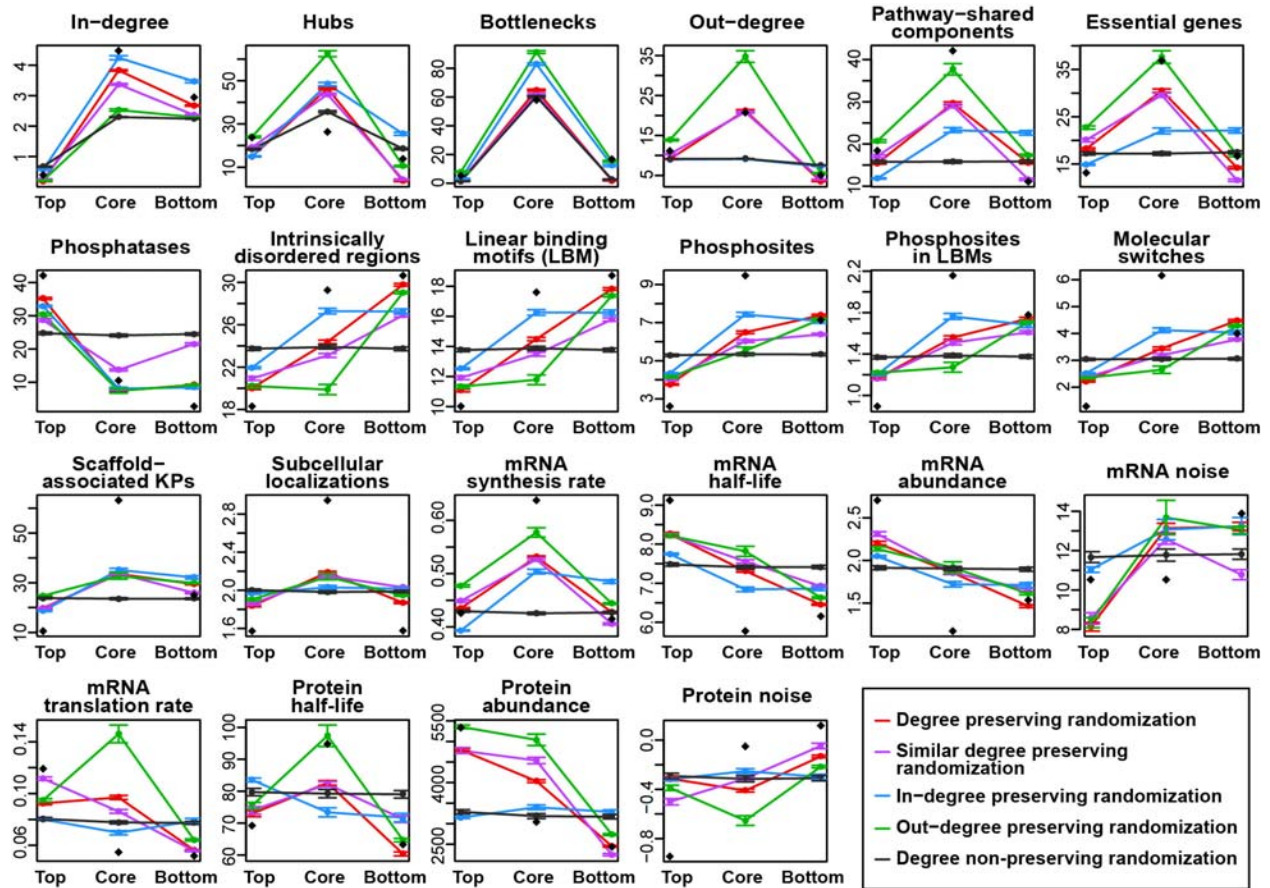 In-degree
4
3
2
1
Top Core Bottom
Hubs
50
30
10
Top Core Bottom
Bottlenecks
80
60
40
20
0
Top Core Bottom
Out-degree
35
25
15
5
Top Core Bottom
Pathway-shared
components
40
30
20
10
Top Core Bottom
Essential genes
35
25
15
Top Core Bottom
Phosphatases
40
30
20
10
Top Core Bottom
Intrinsically
disordered regions
30
26
22
18
Top Core Bottom
Linear binding
motifs (LBM)
18
16
14
12
10
Top Core Bottom
Phosphosites
9
7
5
3
Top Core Bottom
Phosphosites
in LBMs
2.2
1.8
1.4
1.0
Top Core Bottom
Molecular
switches
6
5
4
3
2
Top Core Bottom
Scaffold-
associated KPs
50
30
10
Top Core Bottom
Subcellular
localizations
2.8
2.4
2.0
1.6
Top Core Bottom
mRNA
synthesis rate
0.60
0.50
0.40
Top Core Bottom
mRNA
half-life
9.0
8.0
7.0
6.0
Top Core Bottom
mRNA
abundance
2.5
2.0
1.5
Top Core Bottom
mRNA noise
14
12
10
8
Top Core Bottom
mRNA
translation rate
0.14
0.10
0.06
Top Core Bottom
Protein
half-life
100
90
80
70
60
Top Core Bottom
Protein
abundance
5500
4000
2500
Top Core Bottom
Protein noise
0.0
−0.4
−0.8
Top Core Bottom
Degree preserving randomization
Similar degree preserving
randomization
In-degree preserving randomization
Out-degree preserving randomization
Degree non-preserving randomization